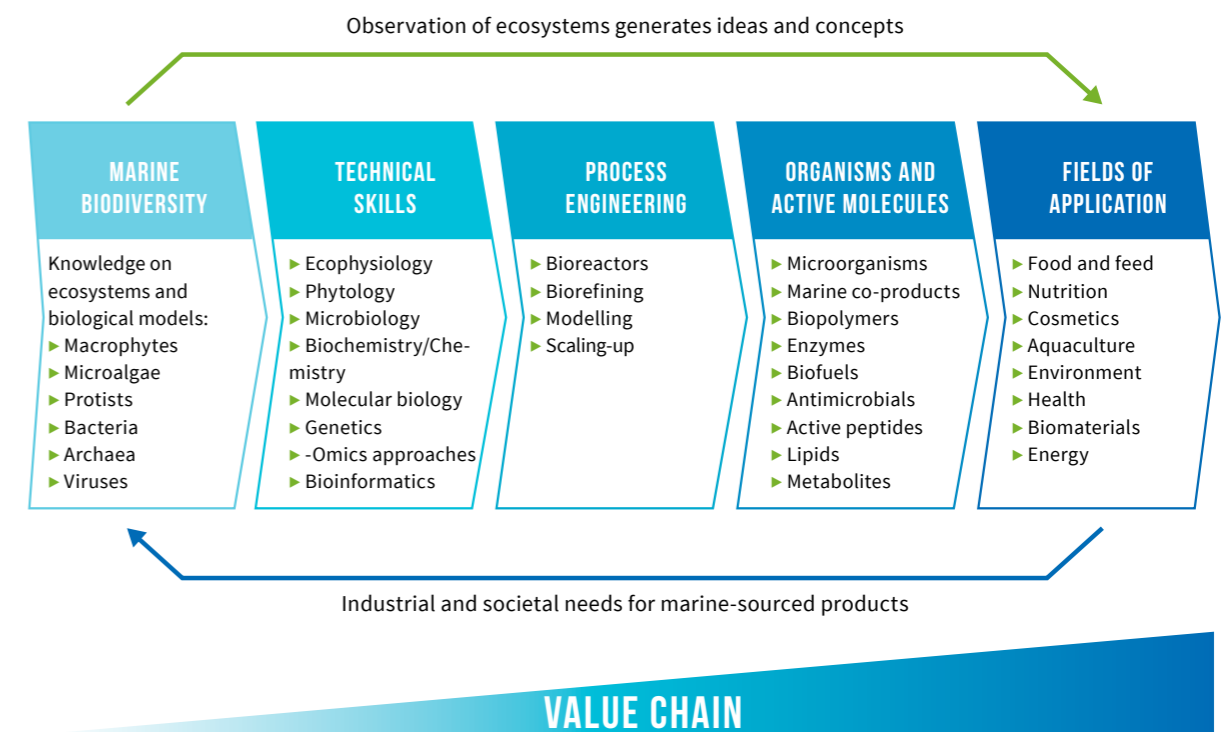 Observation of ecosystems generates ideas and concepts
MARINE
BIODIVERSITY
Knowledge on
ecosystems and
biological models:
▶ Macrophytes
▶ Microalgae
▶ Protists
▶ Bacteria
▶ Archaea
▶ Viruses
TECHNICAL
SKILLS
▶ Ecophysiology
▶ Phytology
▶ Microbiology
▶ Biochemistry/Che-
mistry
▶ Molecular biology
▶ Genetics
▶ -Omics approaches
▶ Bioinformatics
PROCESS
ENGINEERING
▶ Bioreactors
▶ Biorefining
▶ Modelling
▶ Scaling-up
ORGANISMS AND
ACTIVE MOLECULES
▶ Microorganisms
▶ Marine co-products
▶ Biopolymers
▶ Enzymes
▶ Biofuels
▶ Antimicrobials
▶ Active peptides
▶ Lipids
▶ Metabolites
FIELDS OF
APPLICATION
▶ Food and feed
▶ Nutrition
▶ Cosmetics
▶ Aquaculture
▶ Environment
▶ Health
▶ Biomaterials
▶ Energy
Industrial and societal needs for marine-sourced products
VALUE CHAIN